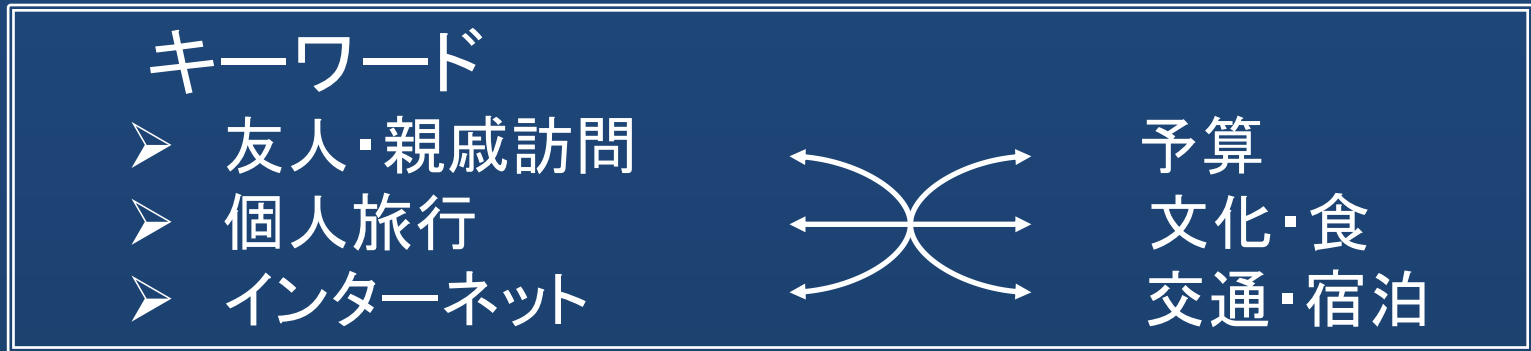 キーワード
➢ 友人・親戚訪問 予算
➢ 個人旅行 文化・食
➢ インターネット 交通・宿泊